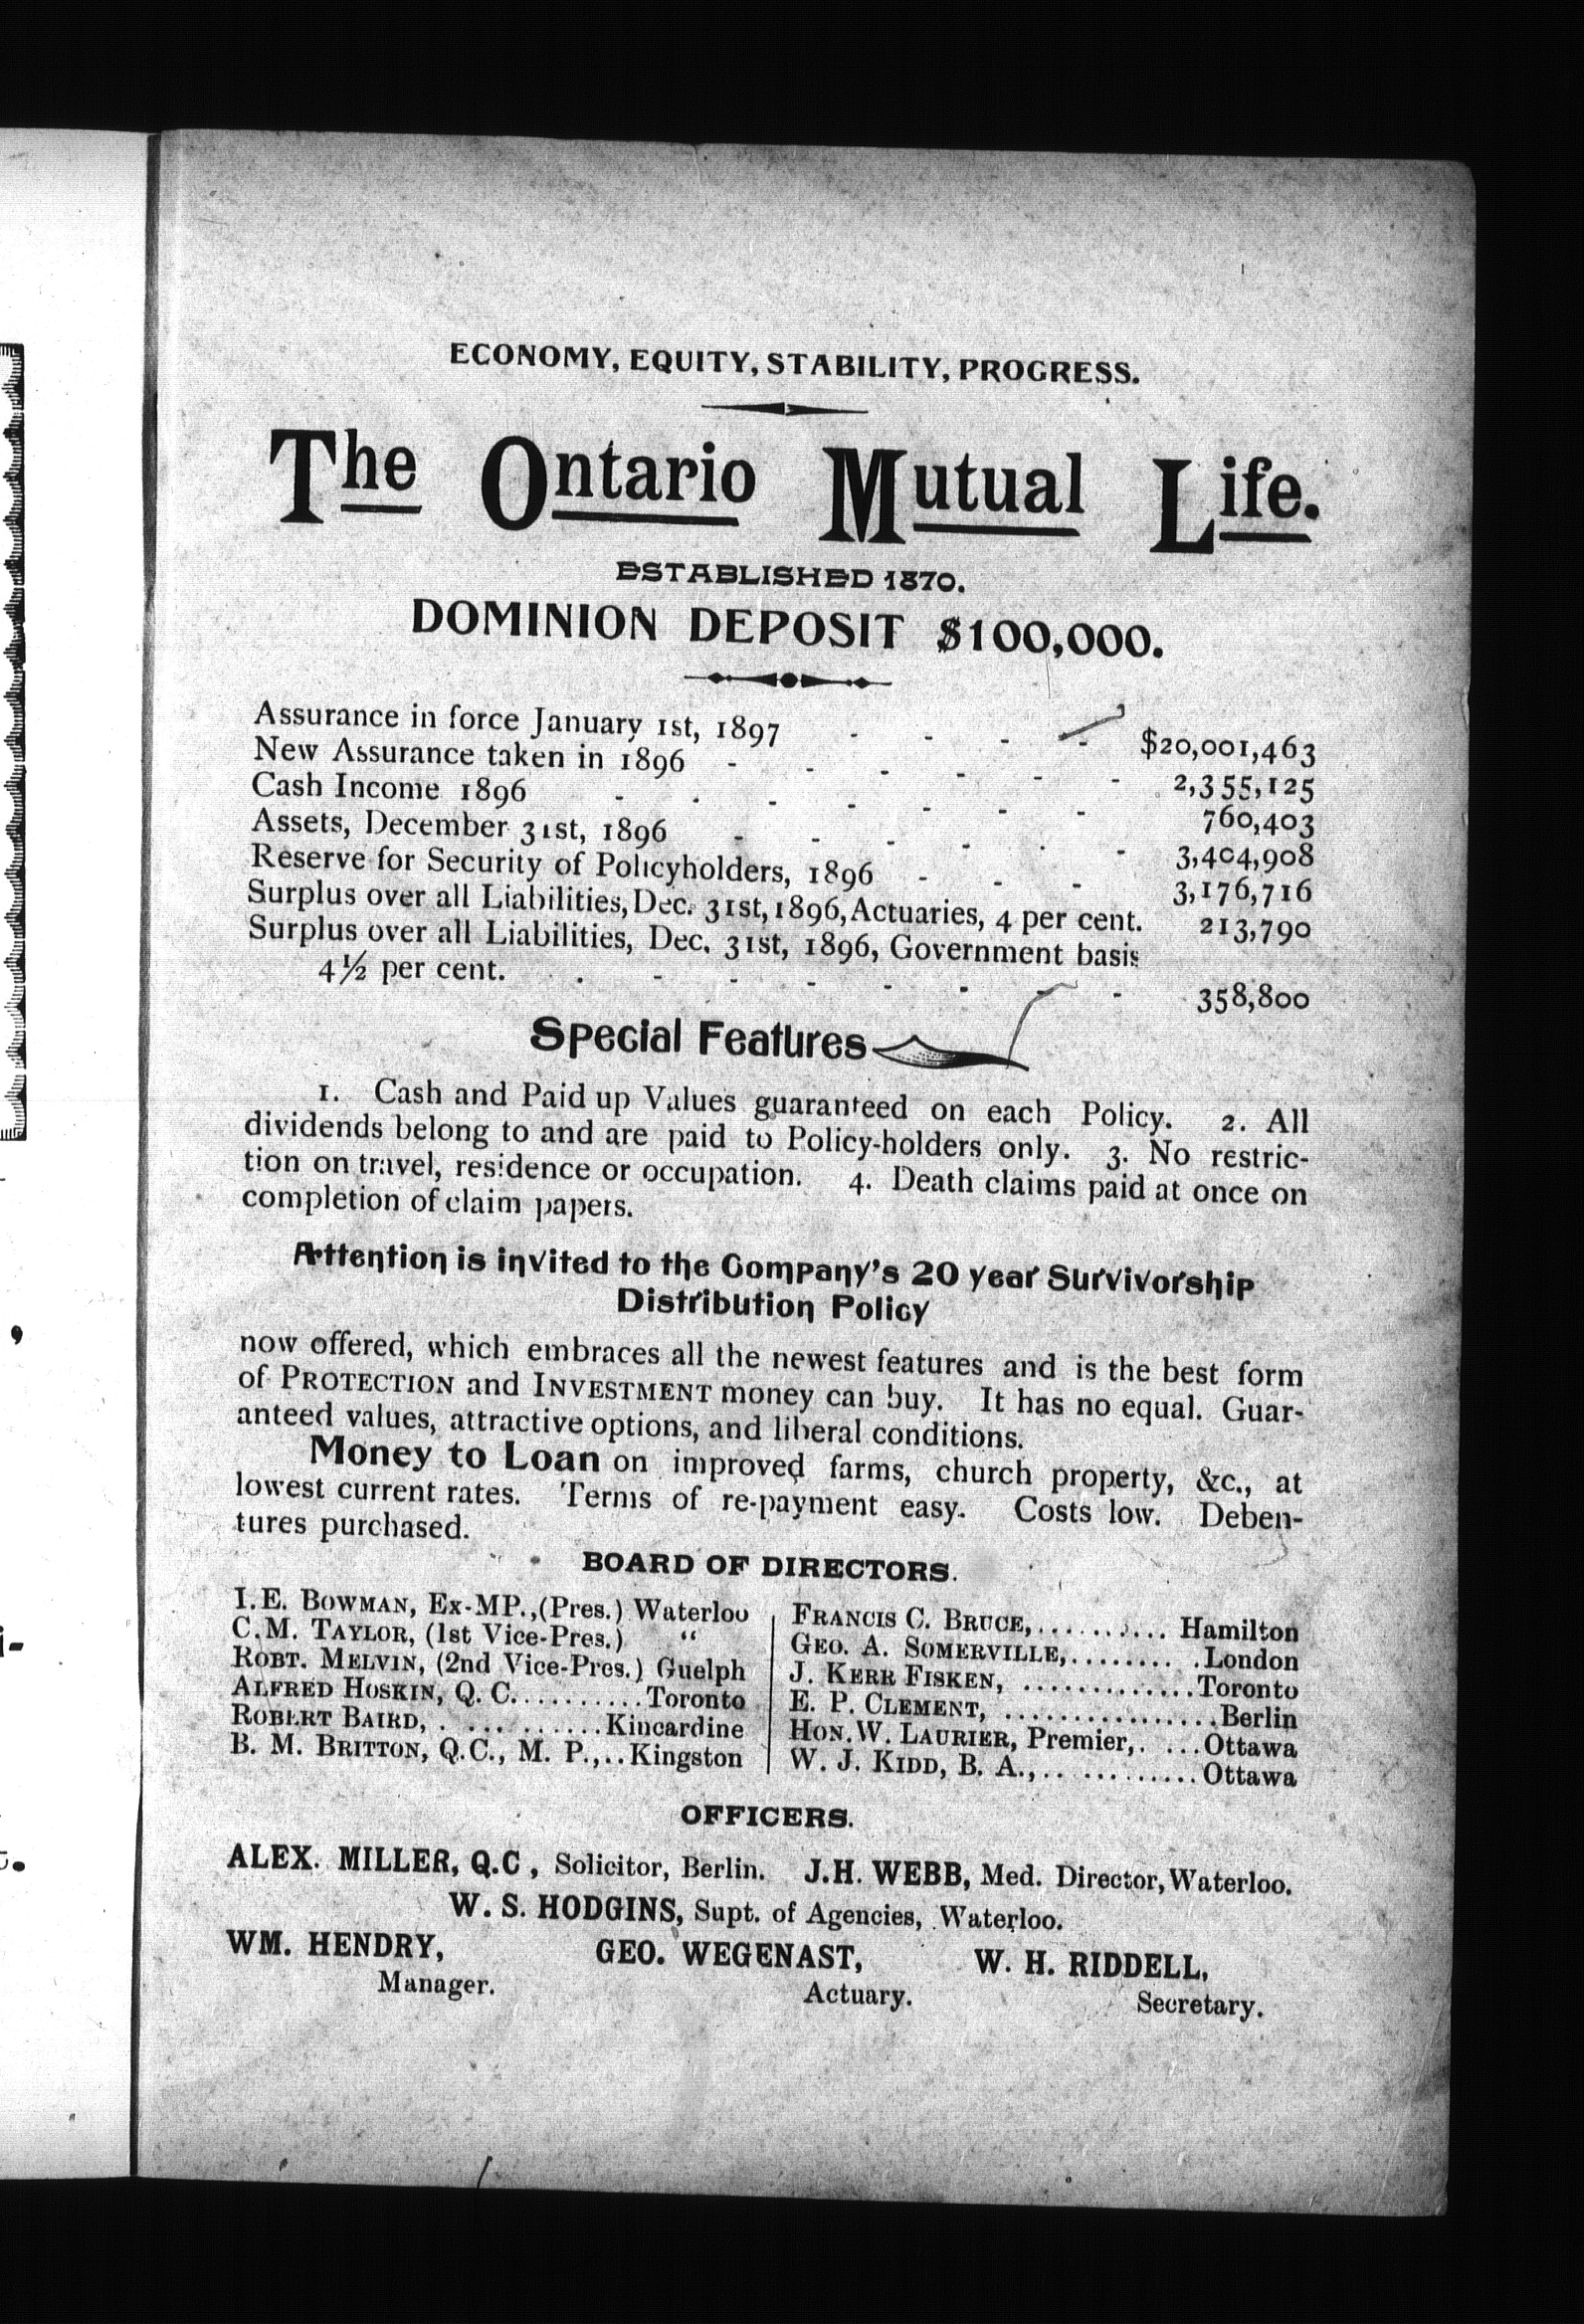 ECONOMY, EQUITY, STABILITY, PROGRESS.
The Ontario Mutual Life.
ESTABLISHED 1870.
DOMINION DEPOSIT $100,000.
Assurance in force January 1st, 1897 - - - - $20,001,463
New Assurance taken in 1896 - - - - - - 2,355,125
Cash Income 1896 - - - - - - - 760,403
Assets, December 31st, 1896 - - - - - - 3,404,908
Reserve for Security of Policyholders, 1896 - - - 3,176,716
Surplus over all Liabilities, Dec. 31st, 1896, Actuaries, 4 per cent. 213,790
Surplus over all Liabilities, Dec. 31st, 1896, Government basis
4½ per cent. - - - - - - - - 358,800
Special Features
1. Cash and Paid up Values guaranteed on each Policy. 2. All
dividends belong to and are paid to Policy-holders only. 3. No restric-
tion on travel, residence or occupation. 4. Death claims paid at once on
completion of claim papers.
Attention is invited to the Company's 20 year Survivorship
Distribution Policy
now offered, which embraces all the newest features and is the best form
of PROTECTION and INVESTMENT money can buy. It has no equal. Guar-
anteed values, attractive options, and liberal conditions.
Money to Loan on improved farms, church property, &c., at
lowest current rates. Terms of re-payment easy. Costs low. Deben-
tures purchased.
BOARD OF DIRECTORS.
I. E. BOWMAN, Ex-MP.,(Pres.) Waterloo
C.M. TAYLOR, (1st Vice-Pres.) "
ROBT. MELVIN, (2nd Vice-Pres.) Guelph
ALFRED HOSKIN, Q. C..........Toronto
ROBERT BAIRD, ...........Kincardine
B. M. BRITTON, Q.C., M. P.,..Kingston
FRANCIS C. BRUCE,.......... Hamilton
GEO. A. SOMERVILLE,.........London
J. KERR FISKEN, .............Toronto
E. P. CLEMENT, ................Berlin
HON. W. LAURIER, Premier,....Ottawa
W. J. KIDD, B. A.,............Ottawa
OFFICERS.
ALEX. MILLER, Q.C, Solicitor, Berlin. J.H. WEBB, Med. Director, Waterloo.
W. S. HODGINS, Supt. of Agencies, Waterloo.
WM. HENDRY, GEO. WEGENAST, W. H. RIDDELL,
Manager. Actuary. Secretary.